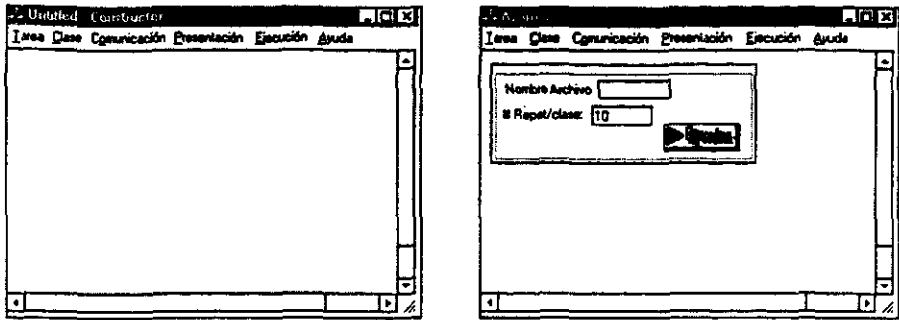 Untitled Constructor
Tarea Clase Comunicación Presentación Ejecución Ayuda
Tarea Clase Comunicación Presentación Ejecución Ayuda
Nombre Archivo
# Repet/clase: 10